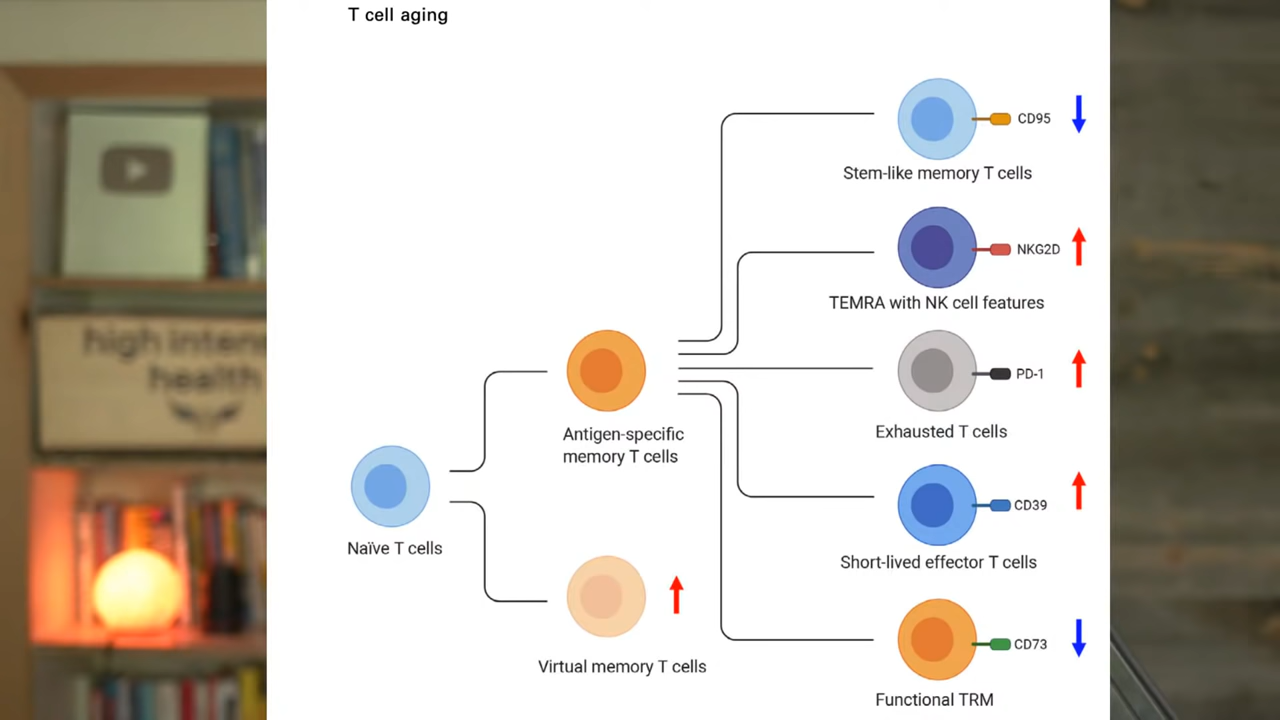 T cell aging
CD95
Stem-like memory T cells
NKG2D
TEMRA with NK cell features
Antigen-specific
memory T cells
PD-1
Exhausted T cells
Naïve T cells
CD39
Short-lived effector T cells
Virtual memory T cells
CD73
Functional TRM
high
health